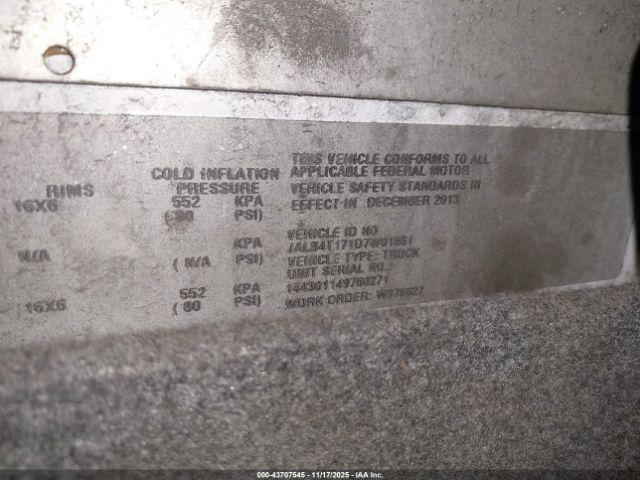 RIMS
16X6
N/A
16X6
COLD INFLATION
PRESSURE
552 KPA
( 80 PSI)
KPA
( N/A PSI)
552 KPA
( 80 PSI)
THIS VEHICLE CONFORMS TO ALL
APPLICABLE FEDERAL MOTOR
VEHICLE SAFETY STANDARDS IN
EFFECT IN DECEMBER 2013
VEHICLE ID NO
VEHICLE TYPE: TRUCK
UNIT SERIAL NO.:
WORK ORDER:
000-43707545 - 11/17/2025 - IAA Inc.